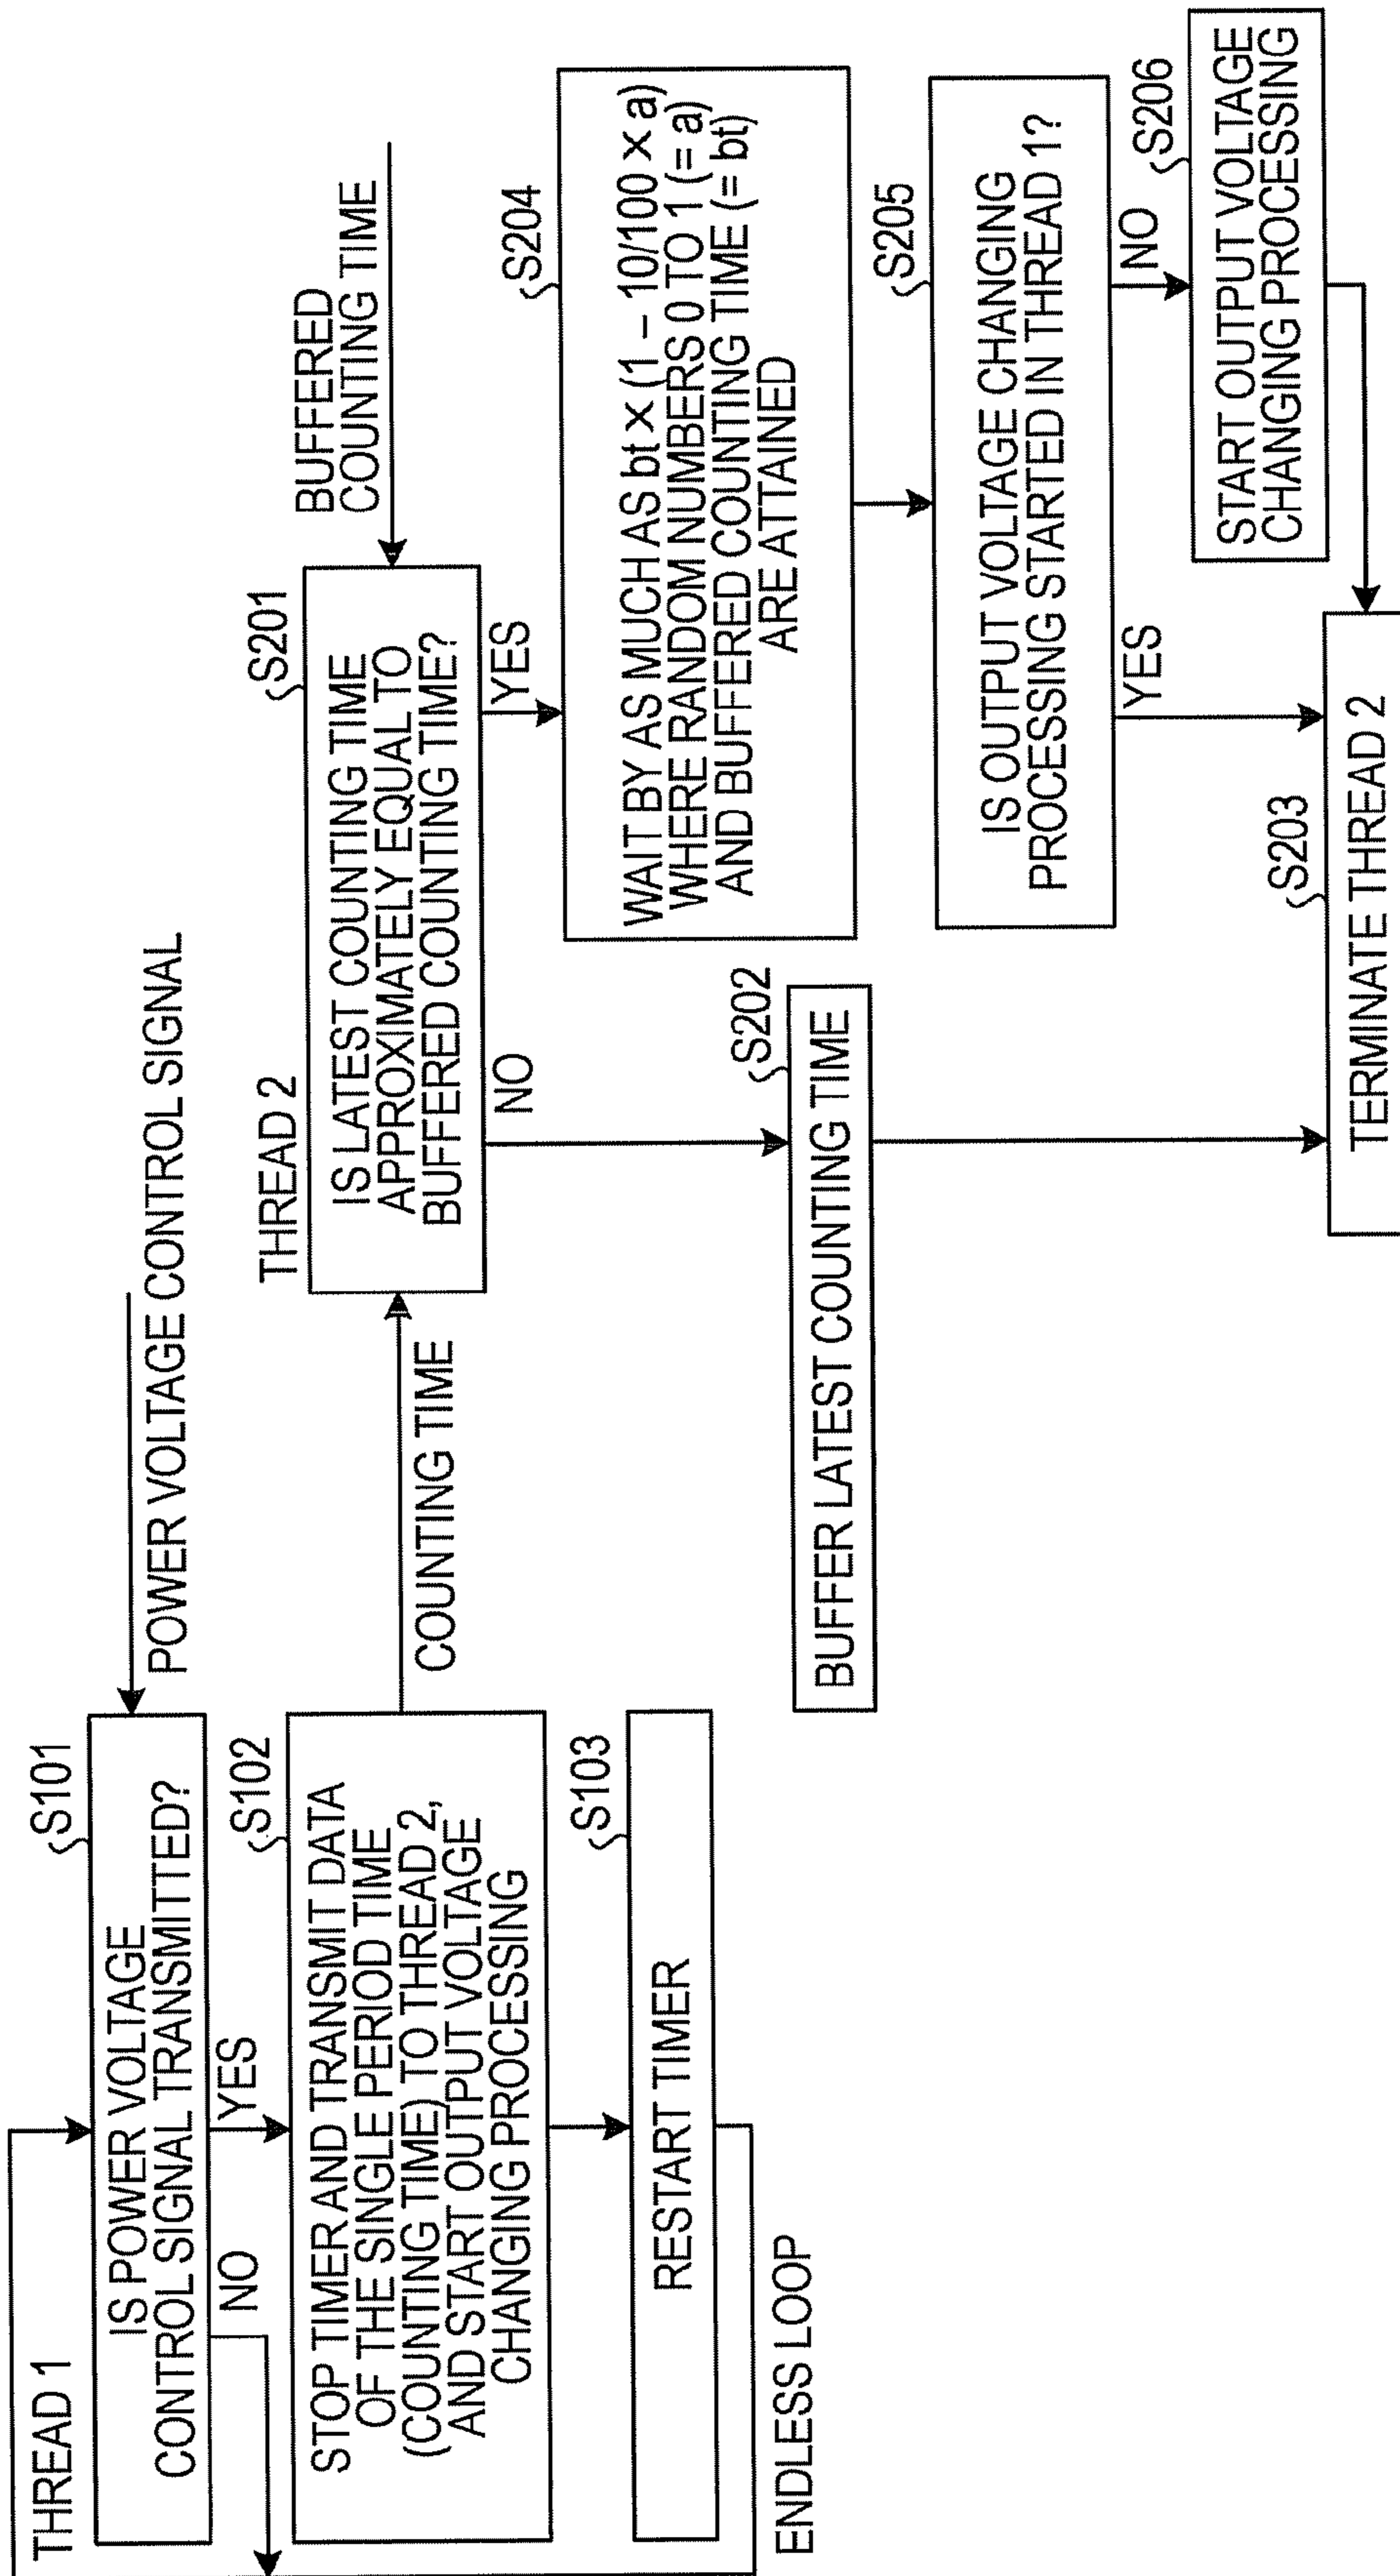 THREAD 1
S101
IS POWER VOLTAGE
CONTROL SIGNAL TRANSMITTED?
POWER VOLTAGE CONTROL SIGNAL
NO
YES
S102
STOP TIMER AND TRANSMIT DATA
OF THE SINGLE PERIOD TIME
(COUNTING TIME) TO THREAD 2,
AND START OUTPUT VOLTAGE
CHANGING PROCESSING
COUNTING TIME
S103
RESTART TIMER
ENDLESS LOOP
THREAD 2
S201
IS LATEST COUNTING TIME
APPROXIMATELY EQUAL TO
BUFFERED COUNTING TIME?
BUFFERED
COUNTING TIME
NO
YES
S202
BUFFER LATEST COUNTING TIME
S204
WAIT BY AS MUCH AS bt × (1 – 10/100 × a)
WHERE RANDOM NUMBERS 0 TO 1 (= a)
AND BUFFERED COUNTING TIME (= bt)
ARE ATTAINED
S205
IS OUTPUT VOLTAGE CHANGING
PROCESSING STARTED IN THREAD 1?
YES
NO
S206
START OUTPUT VOLTAGE
CHANGING PROCESSING
S203
TERMINATE THREAD 2